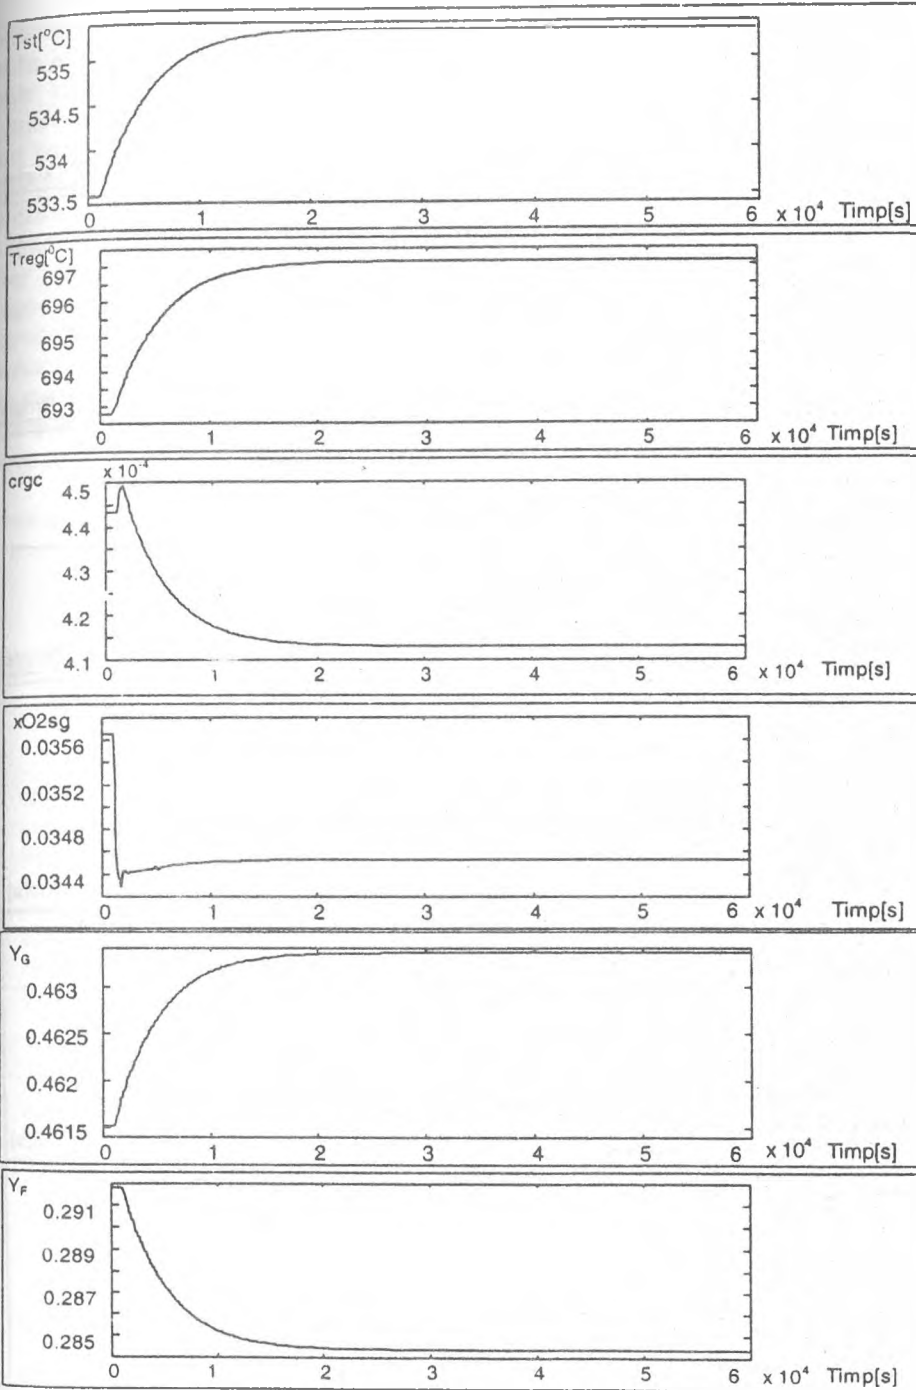 Tst[°C]
535
534.5
534
533.5
0 1 2 3 4 5 6 x 10⁴ Timp[s]
Treg[°C]
697
696
695
694
693
0 1 2 3 4 5 6 x 10⁴ Timp[s]
crgc
x 10⁻⁴
4.5
4.4
4.3
4.2
4.1
0 1 2 3 4 5 6 x 10⁴ Timp[s]
xO2sg
0.0356
0.0352
0.0348
0.0344
0 1 2 3 4 5 6 x 10⁴ Timp[s]
Y_G
0.463
0.4625
0.462
0.4615
0 1 2 3 4 5 6 x 10⁴ Timp[s]
Y_F
0.291
0.289
0.287
0.285
0 1 2 3 4 5 6 x 10⁴ Timp[s]